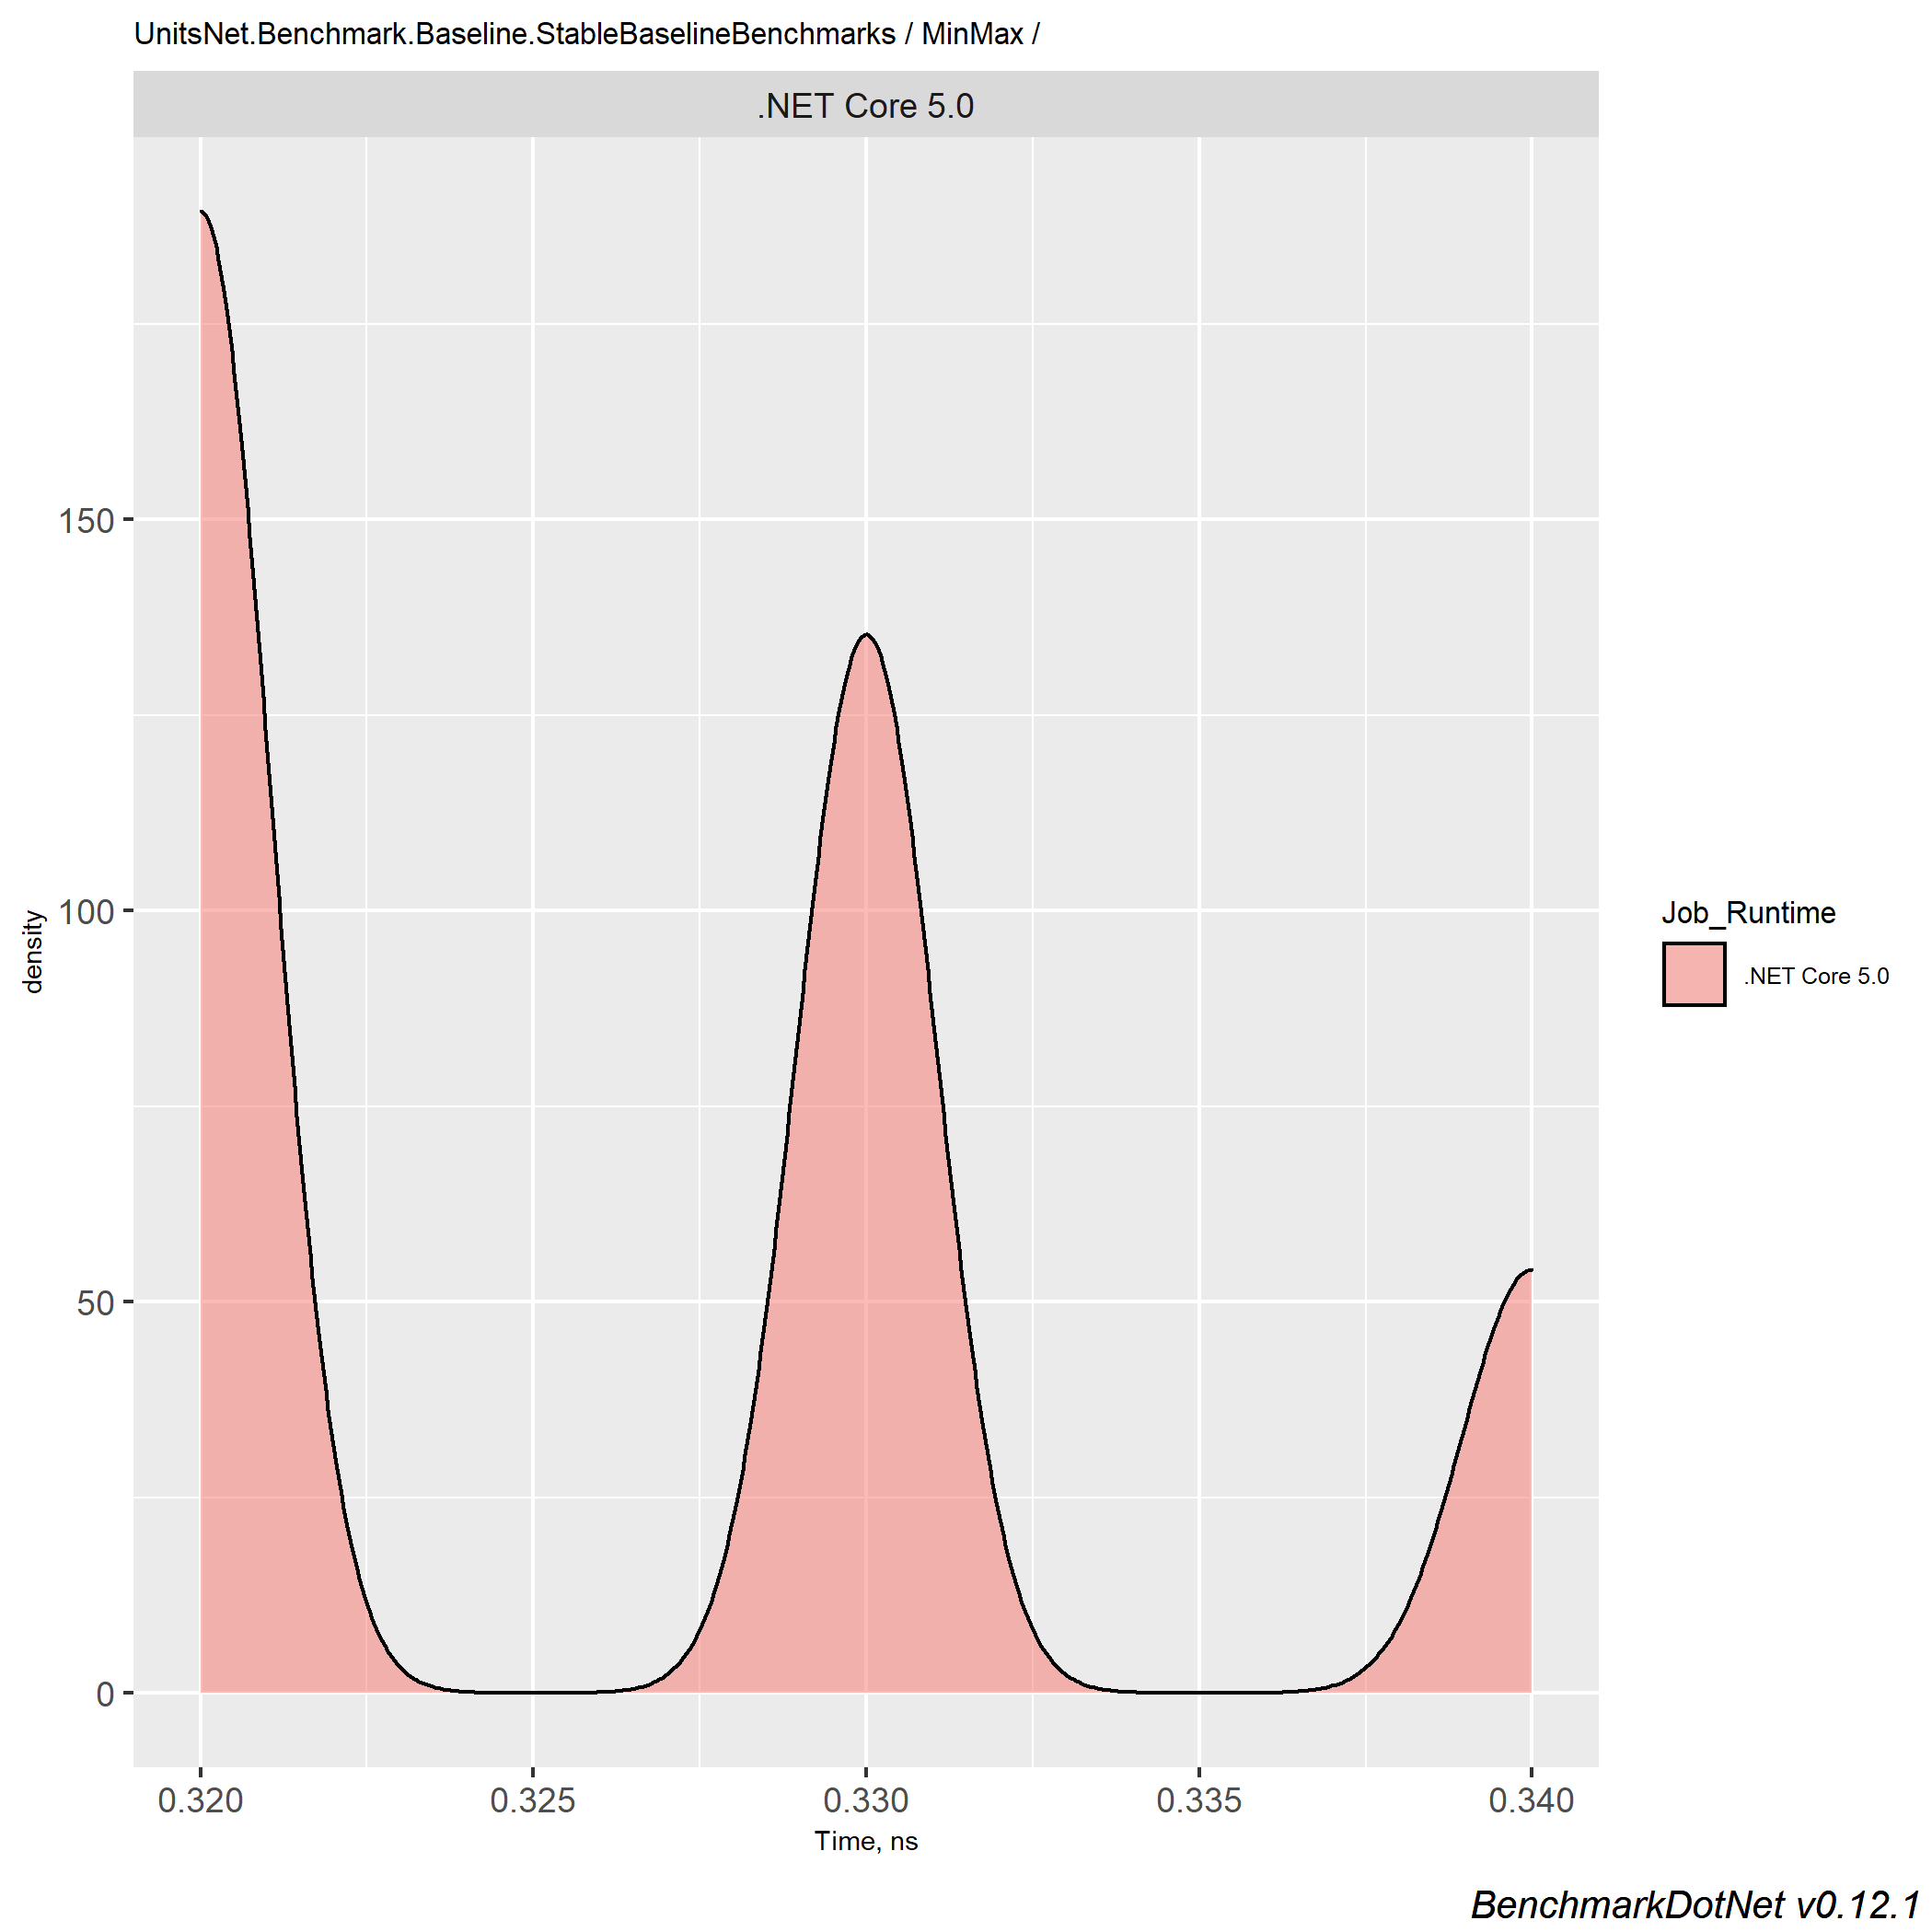 UnitsNet.Benchmark.Baseline.StableBaselineBenchmarks / MinMax /
.NET Core 5.0
150
100
50
0
density
0.320 0.325 0.330 0.335 0.340
Time, ns
Job_Runtime
.NET Core 5.0
BenchmarkDotNet v0.12.1